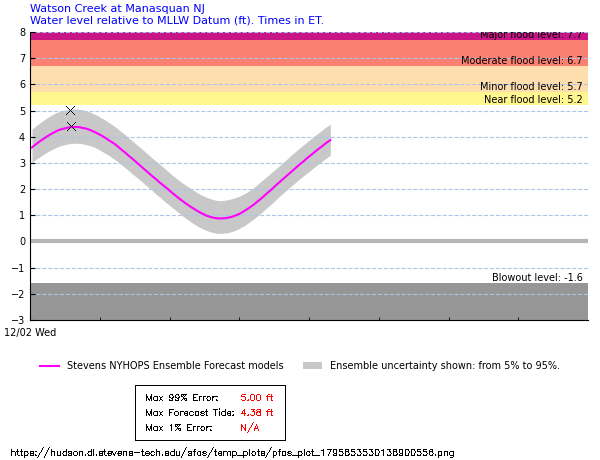 Watson Creek at Manasquan NJ
Water level relative to MLLW Datum (ft). Times in ET.
8
Major flood level: 7.7
7
Moderate flood level: 6.7
6
Minor flood level: 5.7
Near flood level: 5.2
5
4
3
2
1
0
−1
Blowout level: -1.6
−2
−3
12/02 Wed
Stevens NYHOPS Ensemble Forecast models
Ensemble uncertainty shown: from 5% to 95%.
Max 99% Error: 5.00 ft
Max Forecast Tide: 4.38 ft
Max 1% Error: N/A
https://hudson.dl.stevens-tech.edu/sfas/temp_plots/pfas_plot_1795853530138900556.png